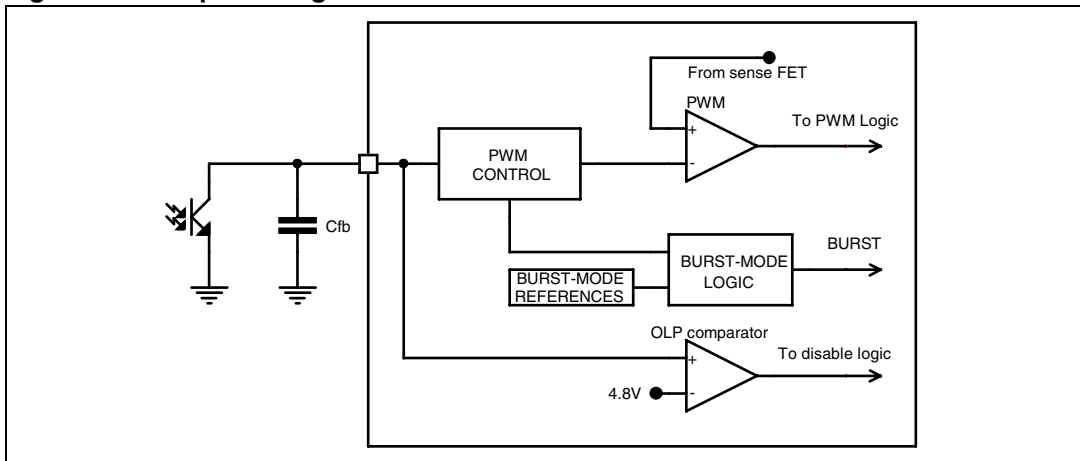 From sense FET
PWM
+
-
To PWM Logic
PWM
CONTROL
Cfb
BURST
BURST-MODE
LOGIC
BURST-MODE
REFERENCES
OLP comparator
+
-
4.8V
To disable logic